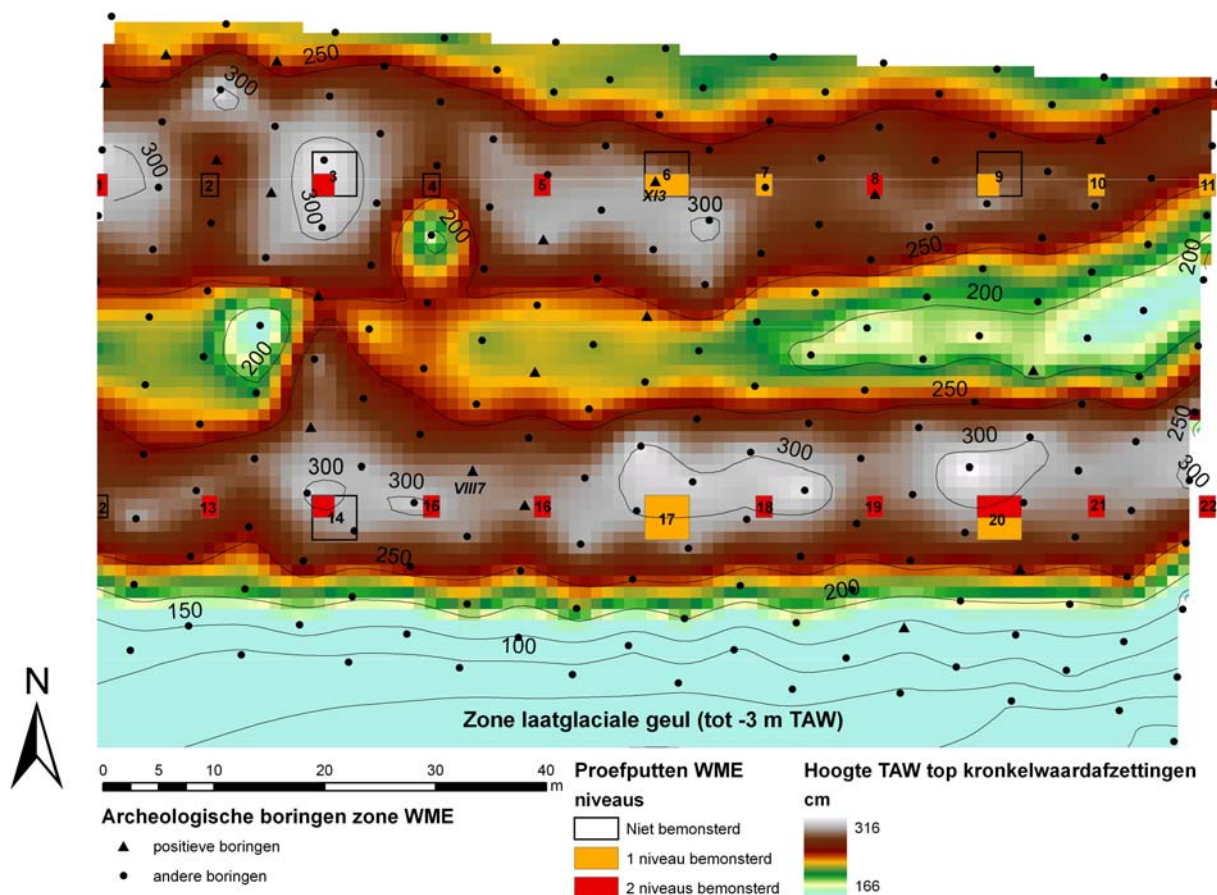 250
300
300
300
1
2
3
4
5
6
7
8
9
10
11
XI3
300
200
250
200
200
200
250
250
300
300
300
300
300
VIII7
2
13
14
15
16
17
18
19
20
21
22
250
200
150
100
Zone laatglaciale geul (tot -3 m TAW)
N
0 5 10 20 30 40
m
Archeologische boringen zone WME
positieve boringen
andere boringen
Proefputten WME
niveaus
Niet bemonsterd
1 niveau bemonsterd
2 niveaus bemonsterd
Hoogte TAW top kronkelwaardafzettingen
cm
316
166